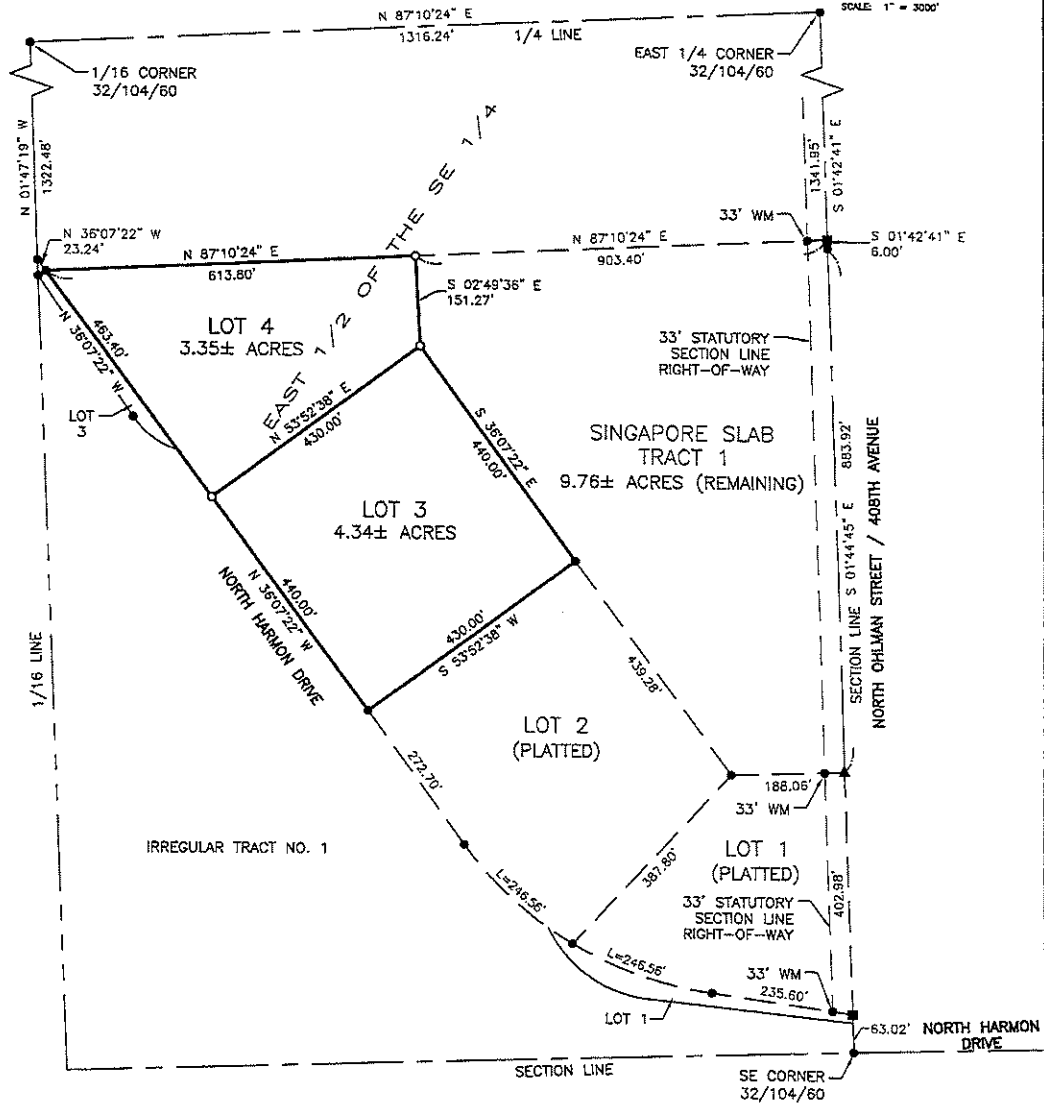 SCALE: 1" = 3000'
N 87°10'24" E
1316.24'
1/4 LINE
1/16 CORNER
32/104/60
EAST 1/4 CORNER
32/104/60
N 01°47'19" W
1322.48'
1341.95'
S 01°42'41" E
33' WM
S 01°42'41" E
6.00'
N 36°07'22" W
23.24'
N 87°10'24" E
613.80'
N 87°10'24" E
903.40'
S 02°49'36" E
151.27'
EAST 1/2 OF THE SE 1/4
LOT 4
3.35± ACRES
463.40'
N 36°07'22" W
LOT
3
N 53°52'38" E
430.00'
33' STATUTORY
SECTION LINE
RIGHT-OF-WAY
S 36°07'22" E
440.00'
SINGAPORE SLAB
TRACT 1
9.76± ACRES (REMAINING)
883.92'
SECTION LINE S 01°44'45" E
NORTH OHLMAN STREET / 408TH AVENUE
LOT 3
4.34± ACRES
440.00'
N 36°07'22" W
NORTH HARMON DRIVE
430.00'
S 53°52'38" W
1/16 LINE
439.28'
LOT 2
(PLATTED)
272.70'
188.06'
33' WM
IRREGULAR TRACT NO. 1
387.80'
LOT 1
(PLATTED)
402.98'
33' STATUTORY
SECTION LINE
RIGHT-OF-WAY
L=246.56'
L=246.56'
33' WM
235.60'
LOT 1
63.02'
NORTH HARMON
DRIVE
SECTION LINE
SE CORNER
32/104/60